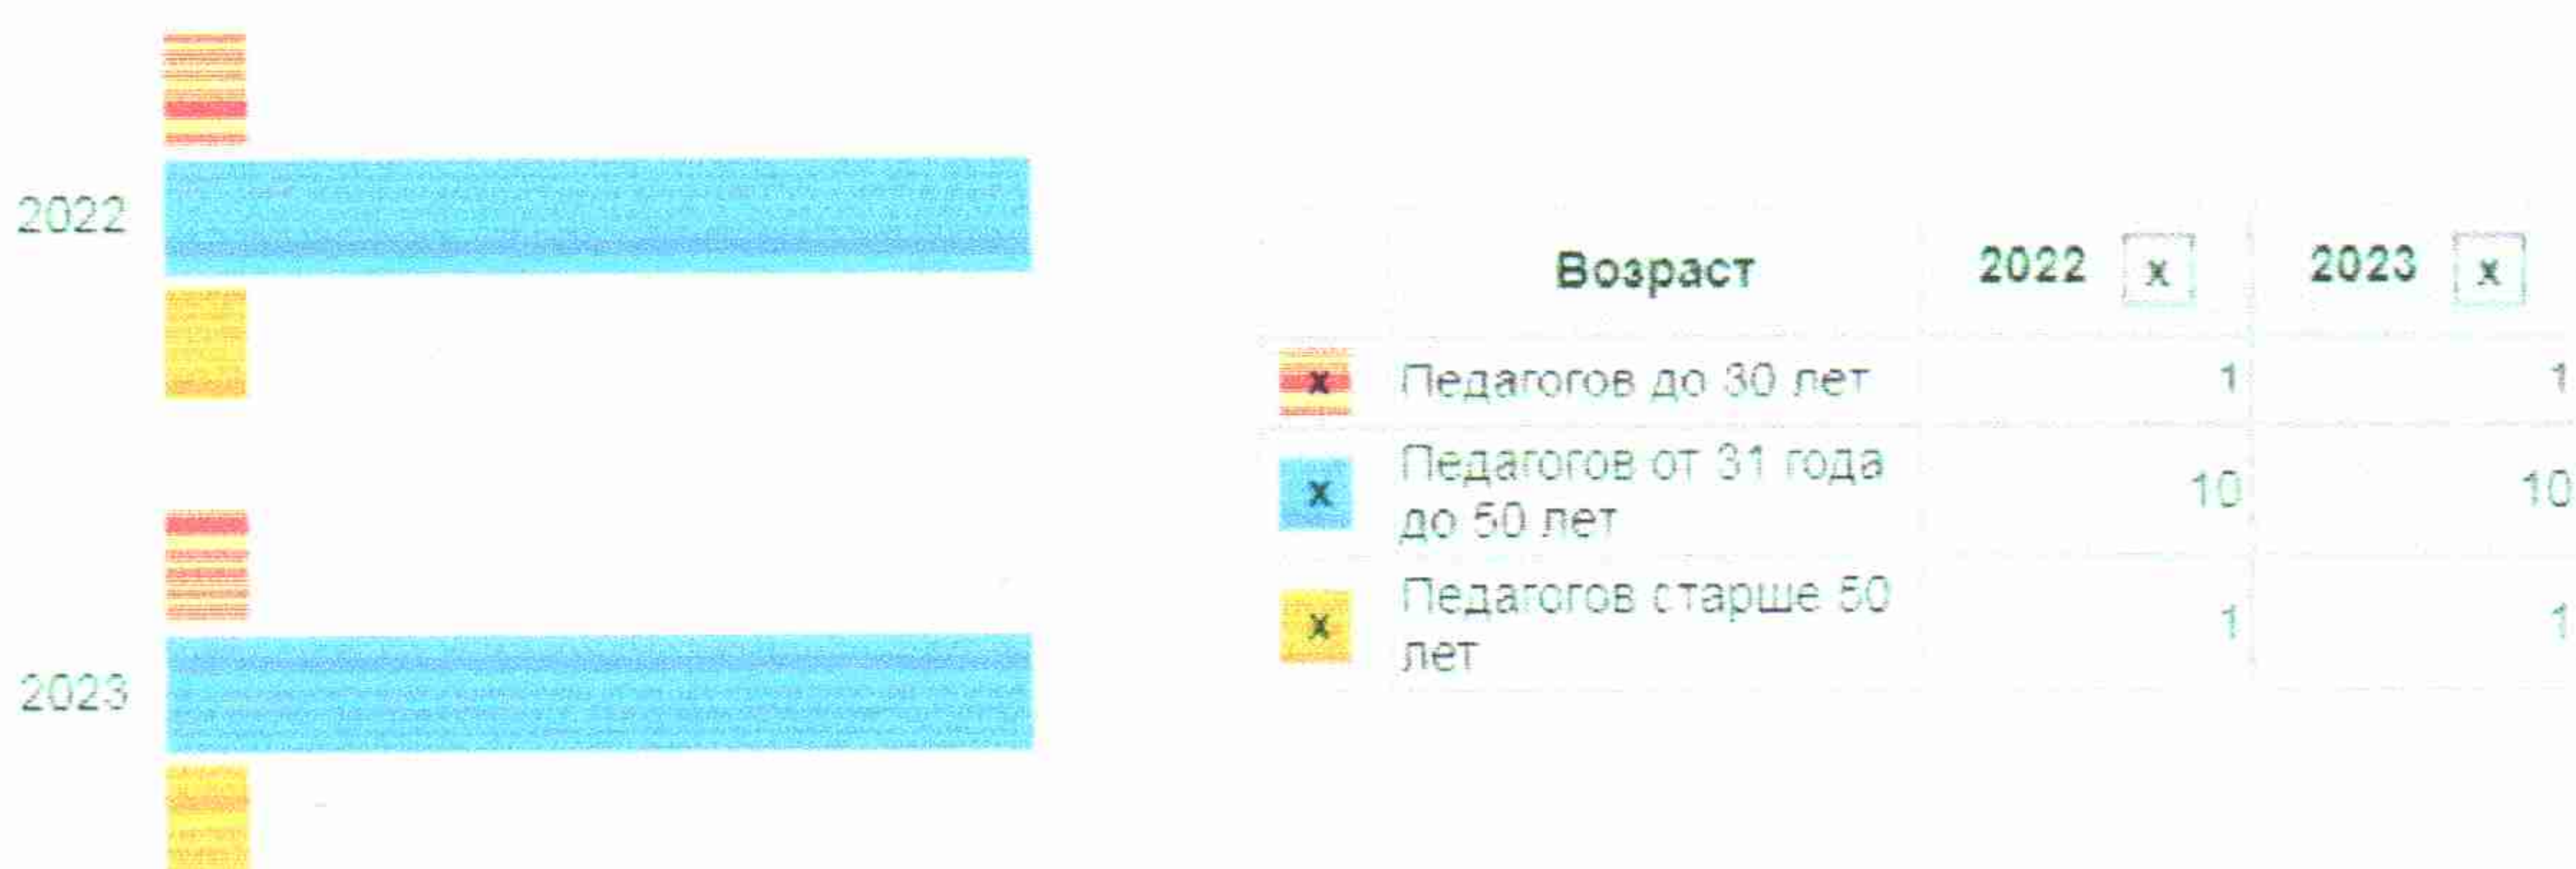 2022
2023
Возраст 2022 x 2023 x
x Педагогов до 30 лет 1 1
x Педагогов от 31 года
до 50 лет 10 10
x Педагогов старше 50
лет 1 1